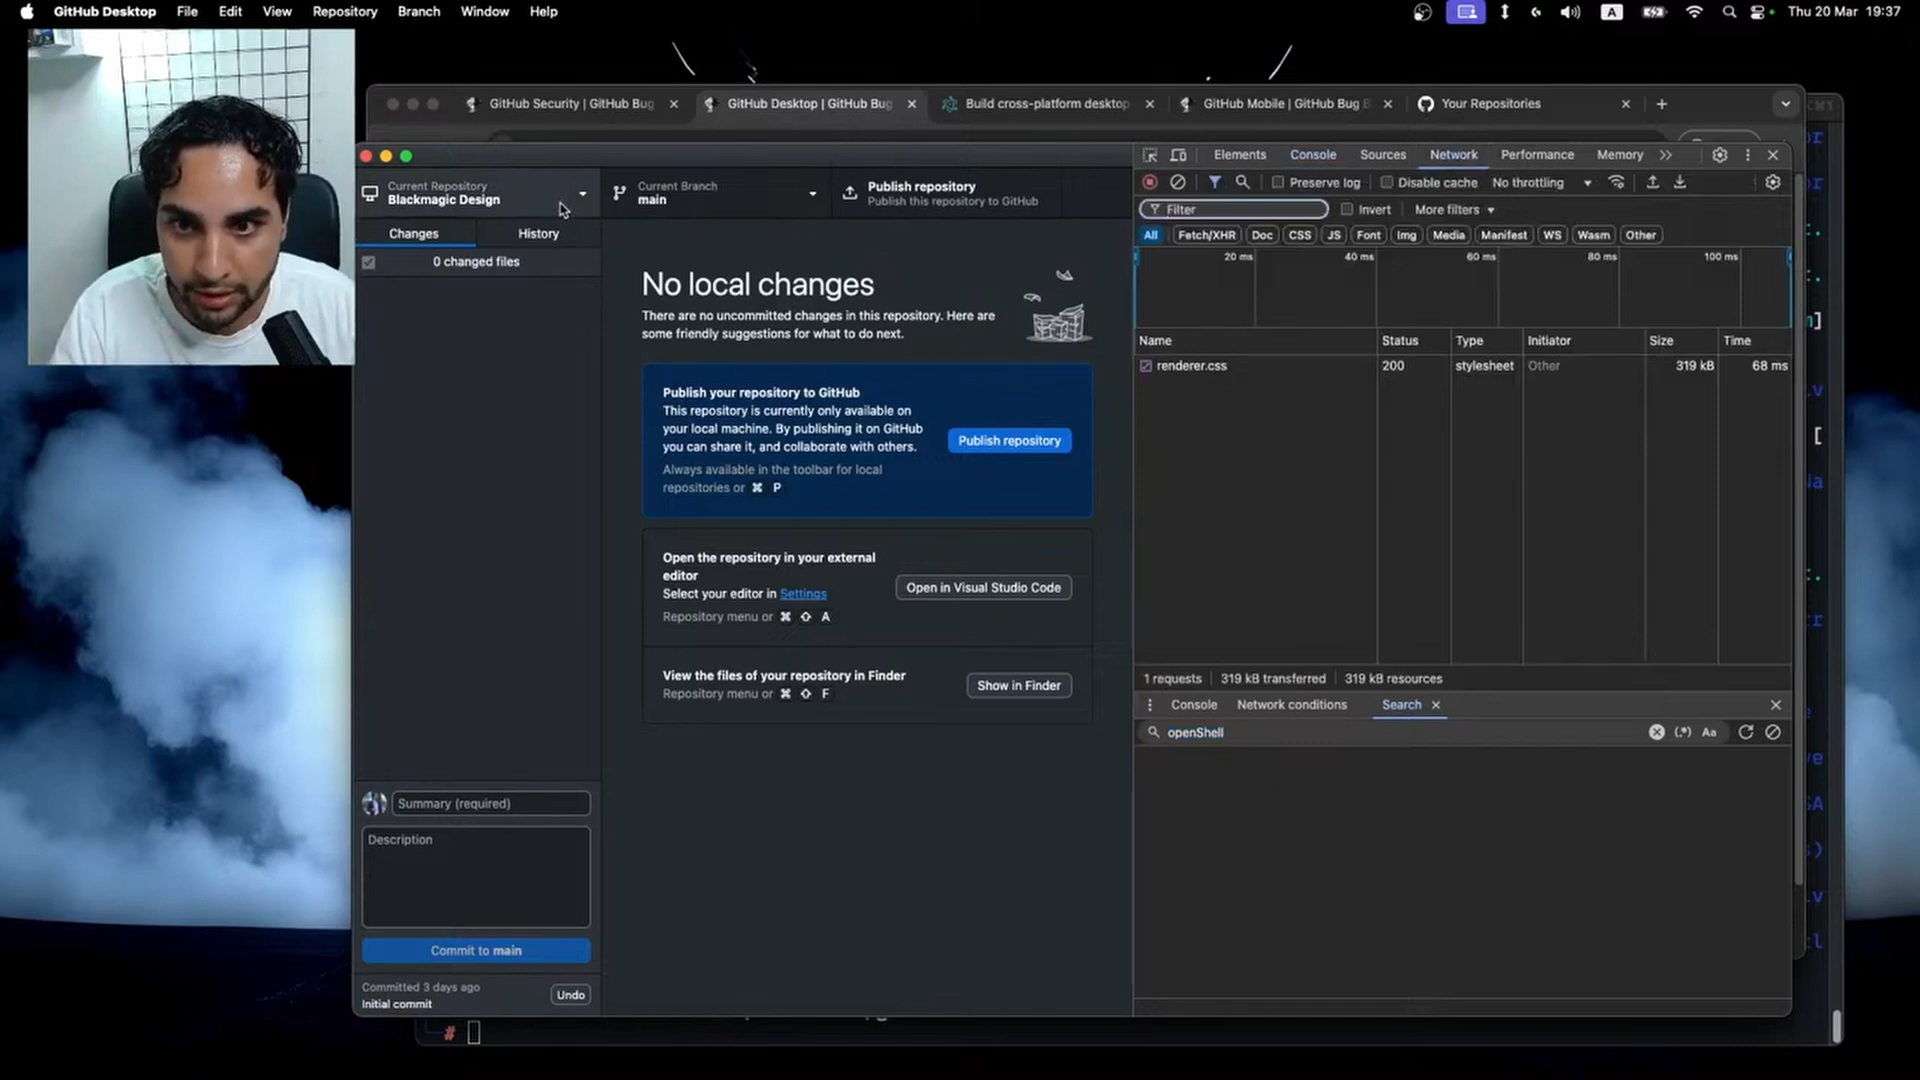 GitHub Desktop File Edit View Repository Branch Window Help
A Thu 20 Mar 19:37
GitHub Security | GitHub Bug
GitHub Desktop | GitHub Bug
Build cross-platform desktop
GitHub Mobile | GitHub Bug B
Your Repositories
Current Repository
Blackmagic Design
Current Branch
main
Publish repository
Publish this repository to GitHub
Changes History
0 changed files
No local changes
There are no uncommitted changes in this repository. Here are
some friendly suggestions for what to do next.
Publish your repository to GitHub
This repository is currently only available on
your local machine. By publishing it on GitHub
you can share it, and collaborate with others.
Always available in the toolbar for local
repositories or ⌘ P
Publish repository
Open the repository in your external
editor
Select your editor in Settings
Repository menu or ⌘ ⇧ A
Open in Visual Studio Code
View the files of your repository in Finder
Repository menu or ⌘ ⇧ F
Show in Finder
Summary (required)
Description
Commit to main
Committed 3 days ago
Initial commit
Undo
Elements Console Sources Network Performance Memory
Preserve log Disable cache No throttling
Filter Invert More filters
All Fetch/XHR Doc CSS JS Font Img Media Manifest WS Wasm Other
20 ms 40 ms 60 ms 80 ms 100 ms
Name Status Type Initiator Size Time
renderer.css 200 stylesheet Other 319 kB 68 ms
1 requests 319 kB transferred 319 kB resources
Console Network conditions Search
openShell
(.*) Aa
#